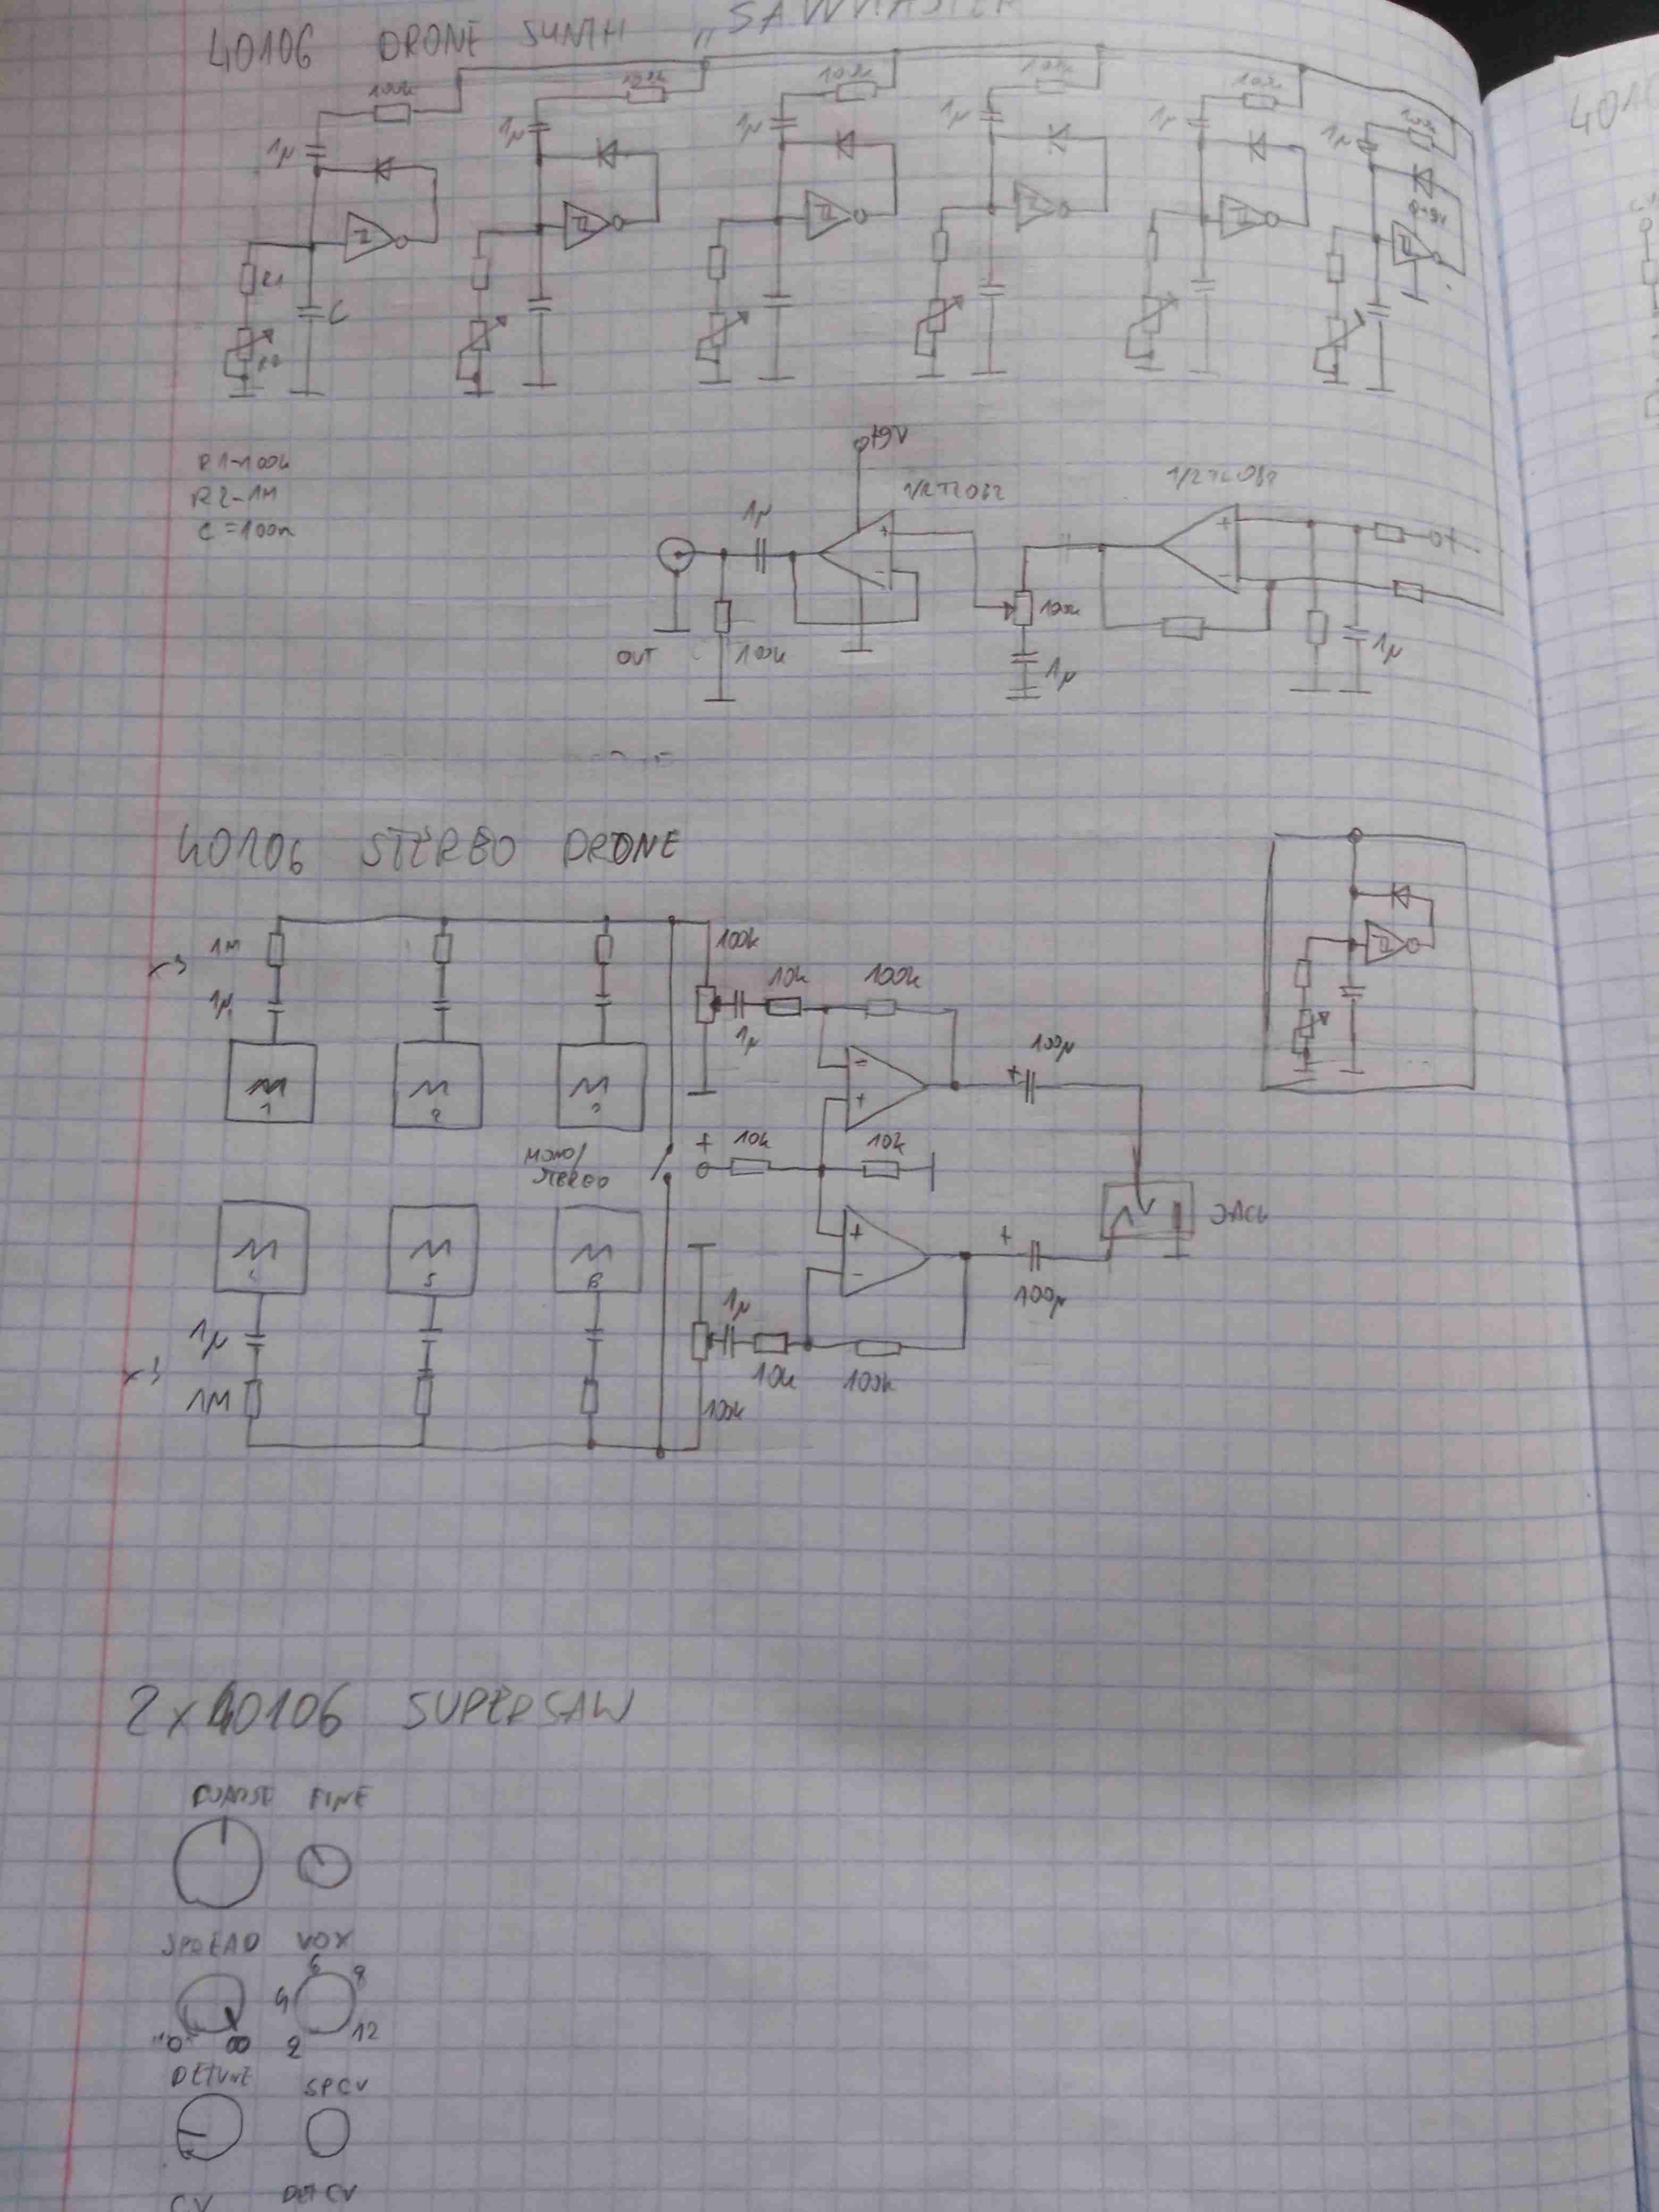 40106 DRONE SYNTH „SAWMASTER
100k 100k 100k 100k 100k 100k
1µ 1µ 1µ 1µ 1µ 1µ
+9V
R1
C
R2
R1-100k
R2-1M
C=100n
+9V
1/2 TL062
1/2 TL062
1µ
100k
OUT
100k
1µ
1µ
+
-
+
-
+
40106 STEREO DRONE
1M
100k
10k
100k
x3
1µ
1µ
100µ
+
1
2
3
-
+
MONO/
STEREO
+
10k
10k
4
5
6
+
-
+
JACK
100µ
1µ
1µ
x3
1M
10k
100k
100k
2x40106 SUPERSAW
COARSE FINE
SPREAD VOX
2 4 6 8 12
"0" ∞
DETUNE SPCV
CV DET CV
401